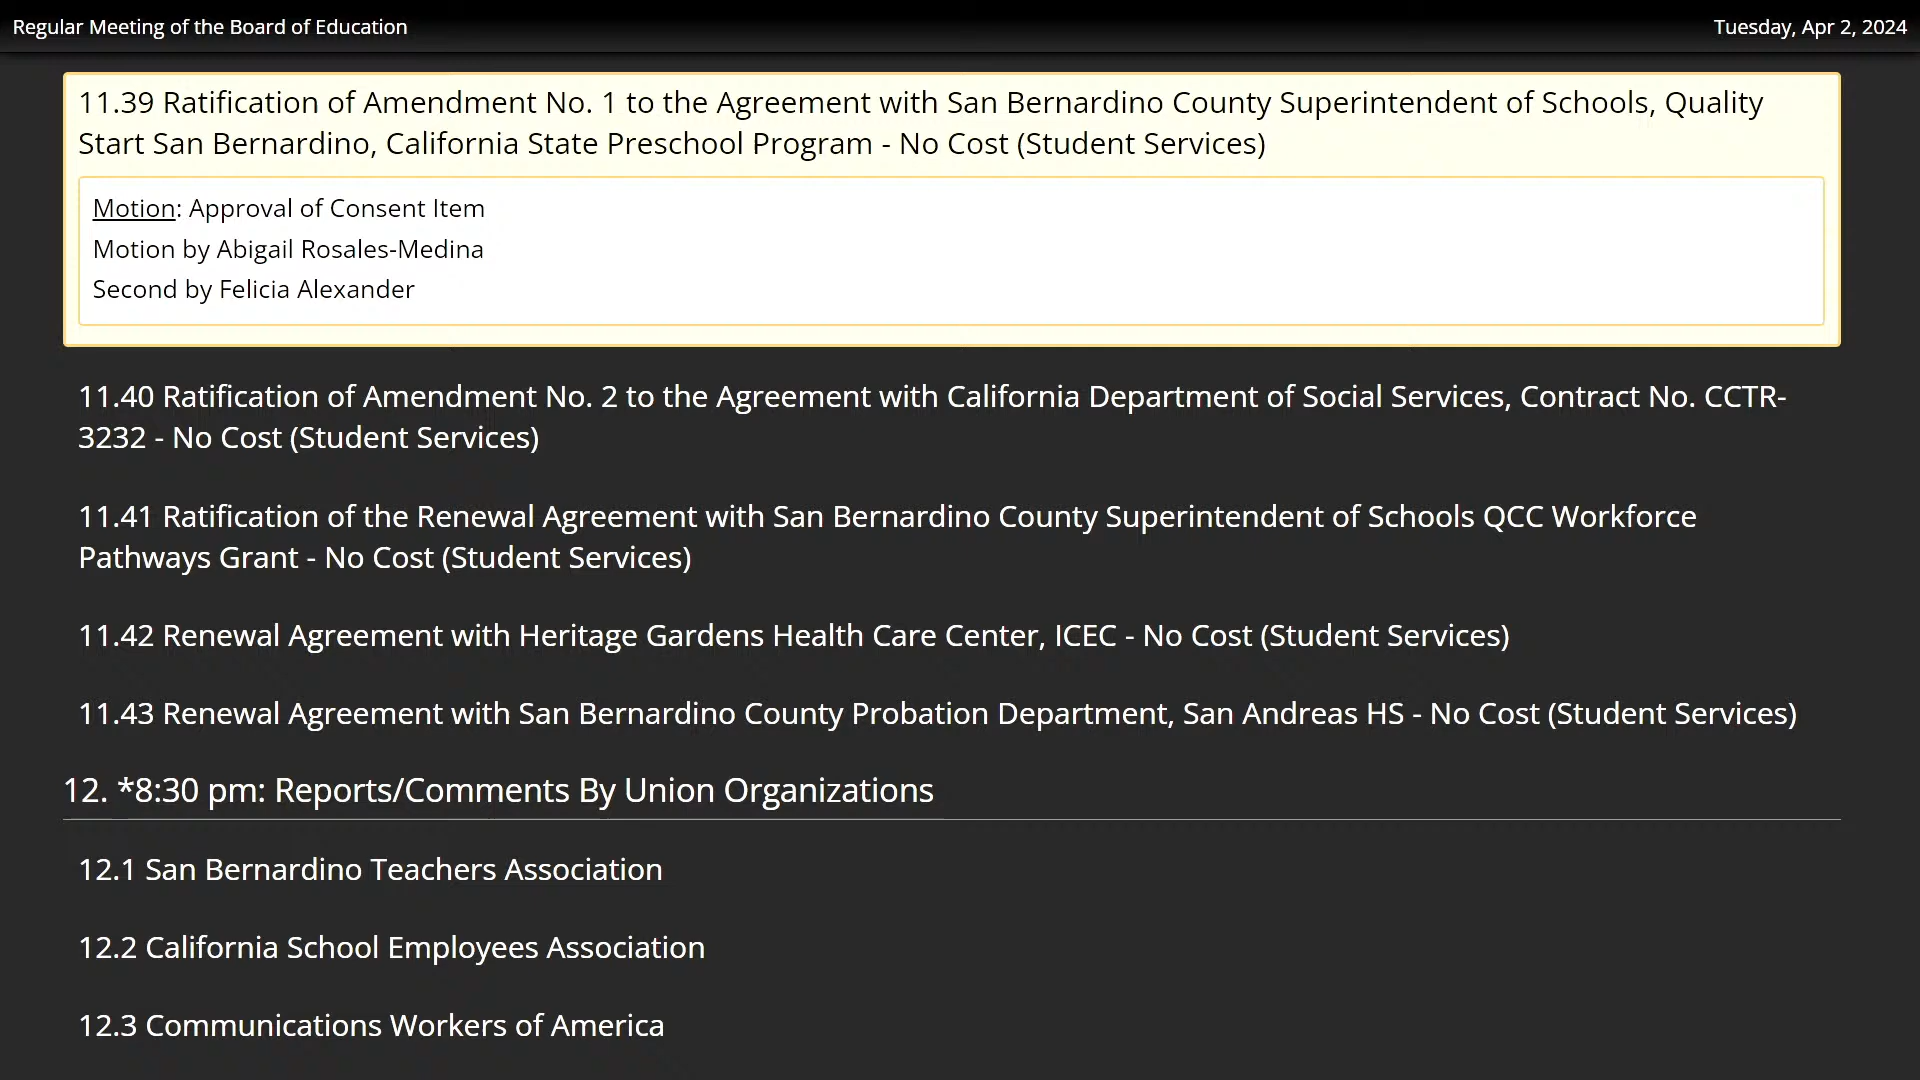 Regular Meeting of the Board of Education
Tuesday, Apr 2, 2024
11.39 Ratification of Amendment No. 1 to the Agreement with San Bernardino County Superintendent of Schools, Quality
Start San Bernardino, California State Preschool Program - No Cost (Student Services)
Motion: Approval of Consent Item
Motion by Abigail Rosales-Medina
Second by Felicia Alexander
11.40 Ratification of Amendment No. 2 to the Agreement with California Department of Social Services, Contract No. CCTR-
3232 - No Cost (Student Services)
11.41 Ratification of the Renewal Agreement with San Bernardino County Superintendent of Schools QCC Workforce
Pathways Grant - No Cost (Student Services)
11.42 Renewal Agreement with Heritage Gardens Health Care Center, ICEC - No Cost (Student Services)
11.43 Renewal Agreement with San Bernardino County Probation Department, San Andreas HS - No Cost (Student Services)
12. *8:30 pm: Reports/Comments By Union Organizations
12.1 San Bernardino Teachers Association
12.2 California School Employees Association
12.3 Communications Workers of America